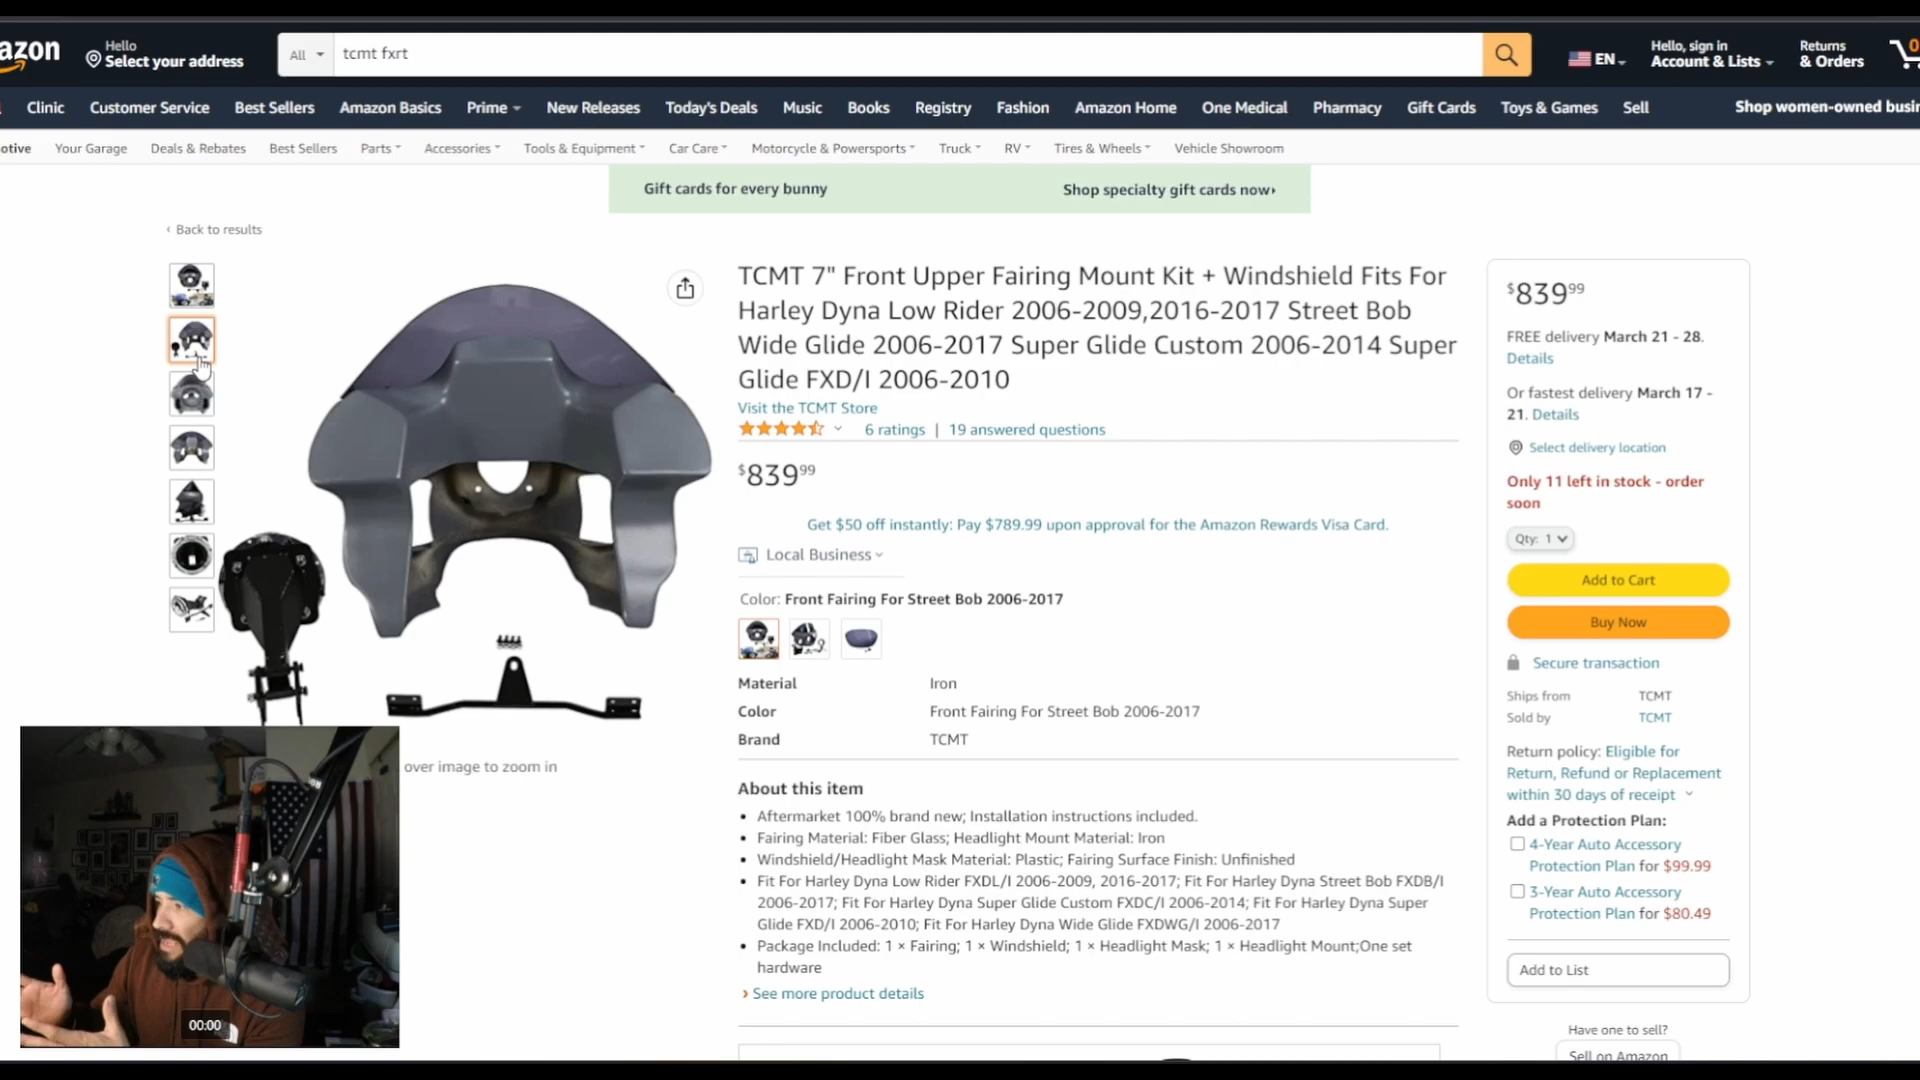 azon
Hello
Select your address
All
tcmt fxrt
EN
Hello, sign in
Account & Lists
Returns
& Orders
0
Clinic
Customer Service
Best Sellers
Amazon Basics
Prime
New Releases
Today's Deals
Music
Books
Registry
Fashion
Amazon Home
One Medical
Pharmacy
Gift Cards
Toys & Games
Sell
Shop women-owned busin
otive
Your Garage
Deals & Rebates
Best Sellers
Parts
Accessories
Tools & Equipment
Car Care
Motorcycle & Powersports
Truck
RV
Tires & Wheels
Vehicle Showroom
Gift cards for every bunny
Shop specialty gift cards now›
‹ Back to results
TCMT 7" Front Upper Fairing Mount Kit + Windshield Fits For
Harley Dyna Low Rider 2006-2009,2016-2017 Street Bob
Wide Glide 2006-2017 Super Glide Custom 2006-2014 Super
Glide FXD/I 2006-2010
Visit the TCMT Store
6 ratings | 19 answered questions
$83999
Get $50 off instantly: Pay $789.99 upon approval for the Amazon Rewards Visa Card.
Local Business
Color: Front Fairing For Street Bob 2006-2017
Material Iron
Color Front Fairing For Street Bob 2006-2017
Brand TCMT
over image to zoom in
About this item
• Aftermarket 100% brand new; Installation instructions included.
• Fairing Material: Fiber Glass; Headlight Mount Material: Iron
• Windshield/Headlight Mask Material: Plastic; Fairing Surface Finish: Unfinished
• Fit For Harley Dyna Low Rider FXDL/I 2006-2009, 2016-2017; Fit For Harley Dyna Street Bob FXDB/I
2006-2017; Fit For Harley Dyna Super Glide Custom FXDC/I 2006-2014; Fit For Harley Dyna Super
Glide FXD/I 2006-2010; Fit For Harley Dyna Wide Glide FXDWG/I 2006-2017
• Package Included: 1 × Fairing; 1 × Windshield; 1 × Headlight Mask; 1 × Headlight Mount;One set
hardware
› See more product details
$83999
FREE delivery March 21 - 28.
Details
Or fastest delivery March 17 -
21. Details
Select delivery location
Only 11 left in stock - order
soon
Qty: 1
Add to Cart
Buy Now
Secure transaction
Ships from TCMT
Sold by TCMT
Return policy: Eligible for
Return, Refund or Replacement
within 30 days of receipt
Add a Protection Plan:
4-Year Auto Accessory
Protection Plan for $99.99
3-Year Auto Accessory
Protection Plan for $80.49
Add to List
Have one to sell?
Sell on Amazon
00:00